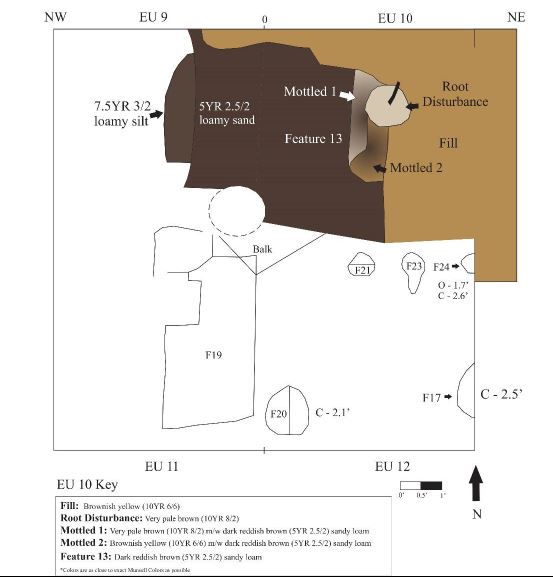 NW EU 9 0 EU 10 NE
Mottled 1
Root
Disturbance
7.5YR 3/2
loamy silt
5YR 2.5/2
loamy sand
Feature 13
Fill
Mottled 2
Balk
F21
F23
F24
O - 1.7'
C - 2.6'
F19
F17
C - 2.5'
F20
C - 2.1'
EU 11 EU 12
EU 10 Key
0" 0.5' 1'
N
Fill: Brownish yellow (10YR 6/6)
Root Disturbance: Very pale brown (10YR 8/2)
Mottled 1: Very pale brown (10YR 8/2) m/w dark reddish brown (5YR 2.5/2) sandy loam
Mottled 2: Brownish yellow (10YR 6/6) m/w dark reddish brown (5YR 2.5/2) sandy loam
Feature 13: Dark reddish brown (5YR 2.5/2) sandy loam
*Colors are as close to exact Munsell Colors as possible